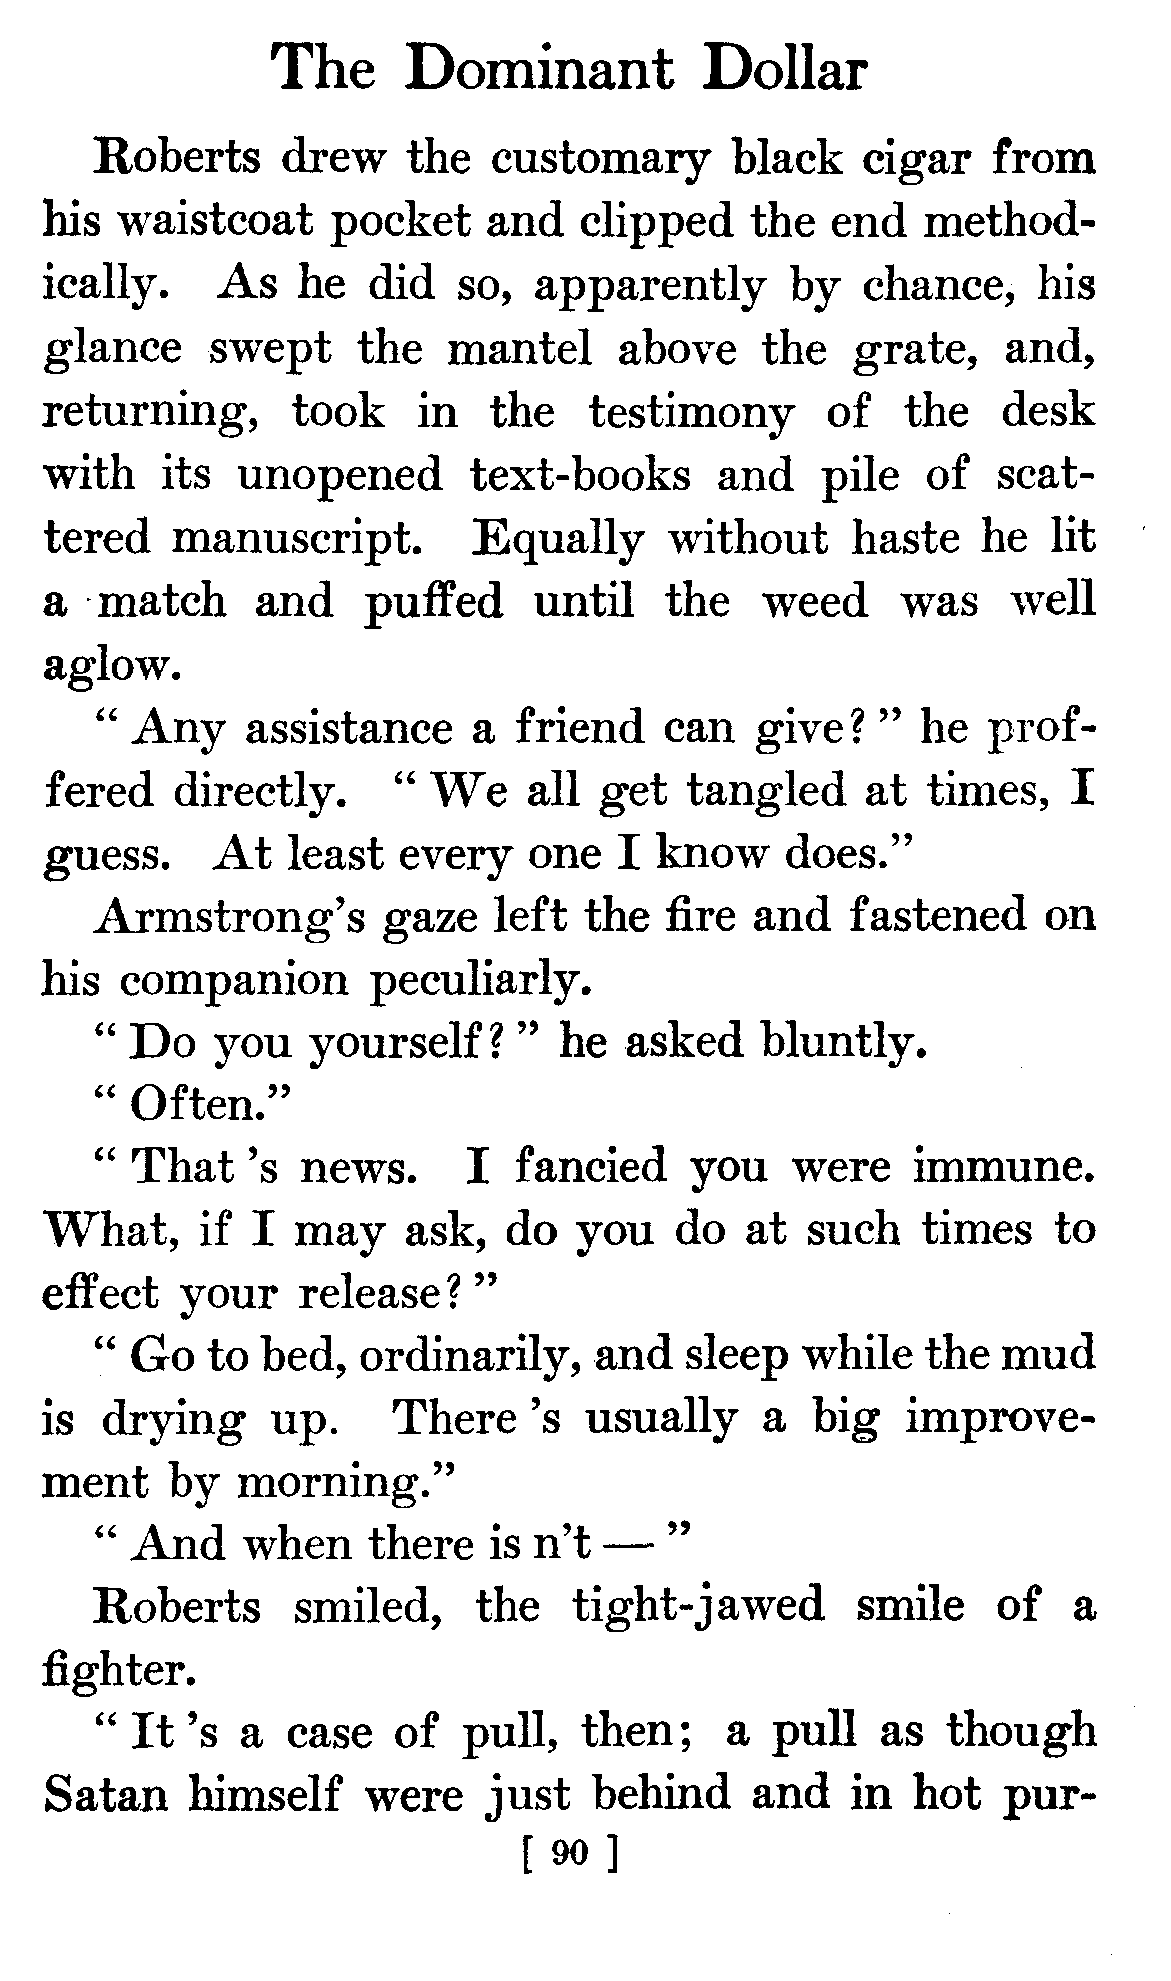 The Dominant Dollar
Roberts drew the customary black cigar from
his waistcoat pocket and clipped the end method-
ically. As he did so, apparently by chance, his
glance swept the mantel above the grate, and,
returning, took in the testimony of the desk
with its unopened text-books and pile of scat-
tered manuscript. Equally without haste he lit
a match and puffed until the weed was well
aglow.
“ Any assistance a friend can give? ” he prof-
fered directly. “ We all get tangled at times, I
guess. At least every one I know does.”
Armstrong’s gaze left the fire and fastened on
his companion peculiarly.
“ Do you yourself? ” he asked bluntly.
“ Often.”
“ That ’s news. I fancied you were immune.
What, if I may ask, do you do at such times to
effect your release? ”
“ Go to bed, ordinarily, and sleep while the mud
is drying up. There ’s usually a big improve-
ment by morning.”
“ And when there is n’t — ”
Roberts smiled, the tight-jawed smile of a
fighter.
“ It ’s a case of pull, then; a pull as though
Satan himself were just behind and in hot pur-
[ 90 ]